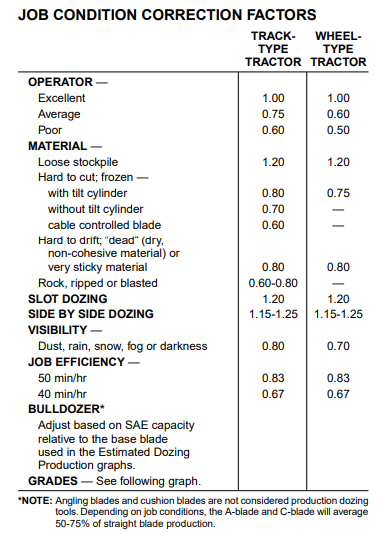 JOB CONDITION CORRECTION FACTORS
TRACK- WHEEL-
TYPE TYPE
TRACTOR TRACTOR
OPERATOR —
Excellent 1.00 1.00
Average 0.75 0.60
Poor 0.60 0.50
MATERIAL —
Loose stockpile 1.20 1.20
Hard to cut; frozen —
with tilt cylinder 0.80 0.75
without tilt cylinder 0.70 —
cable controlled blade 0.60 —
Hard to drift; “dead” (dry,
non-cohesive material) or
very sticky material 0.80 0.80
Rock, ripped or blasted 0.60-0.80 —
SLOT DOZING 1.20 1.20
SIDE BY SIDE DOZING 1.15-1.25 1.15-1.25
VISIBILITY —
Dust, rain, snow, fog or darkness 0.80 0.70
JOB EFFICIENCY —
50 min/hr 0.83 0.83
40 min/hr 0.67 0.67
BULLDOZER*
Adjust based on SAE capacity
relative to the base blade
used in the Estimated Dozing
Production graphs.
GRADES — See following graph.
*NOTE: Angling blades and cushion blades are not considered production dozing
tools. Depending on job conditions, the A-blade and C-blade will average
50-75% of straight blade production.